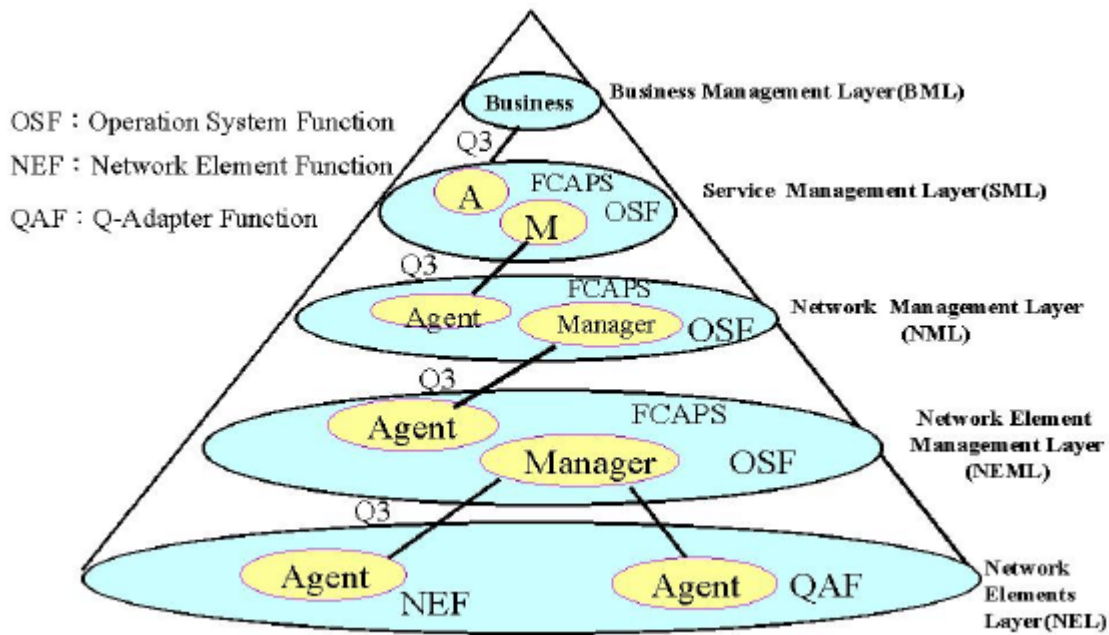 Business
Business Management Layer(BML)
OSF：Operation System Function
Q3
NEF：Network Element Function
A
FCAPS
Service Management Layer(SML)
OSF
QAF：Q-Adapter Function
M
Q3
FCAPS
Agent
Manager
OSF
Network Management Layer
(NML)
Q3
Agent
FCAPS
Manager
OSF
Network Element
Management Layer
(NEML)
Q3
Agent
NEF
Agent
QAF
Network
Elements
Layer(NEL)